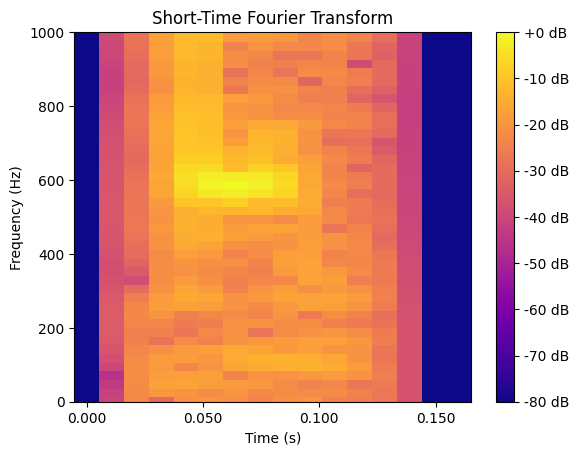 Short-Time Fourier Transform
1000
800
600
400
200
0
Frequency (Hz)
0.000
0.050
0.100
0.150
Time (s)
+0 dB
-10 dB
-20 dB
-30 dB
-40 dB
-50 dB
-60 dB
-70 dB
-80 dB